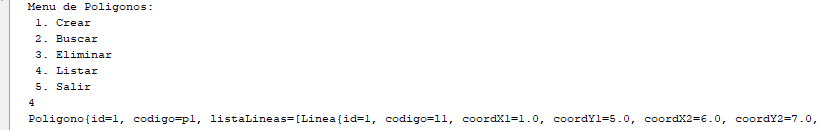 Menu de Poligonos:
1. Crear
2. Buscar
3. Eliminar
4. Listar
5. Salir
4
Poligono{id=1, codigo=p1, listaLineas=[Linea{id=1, codigo=l1, coordX1=1.0, coordY1=5.0, coordX2=6.0, coordY2=7.0,